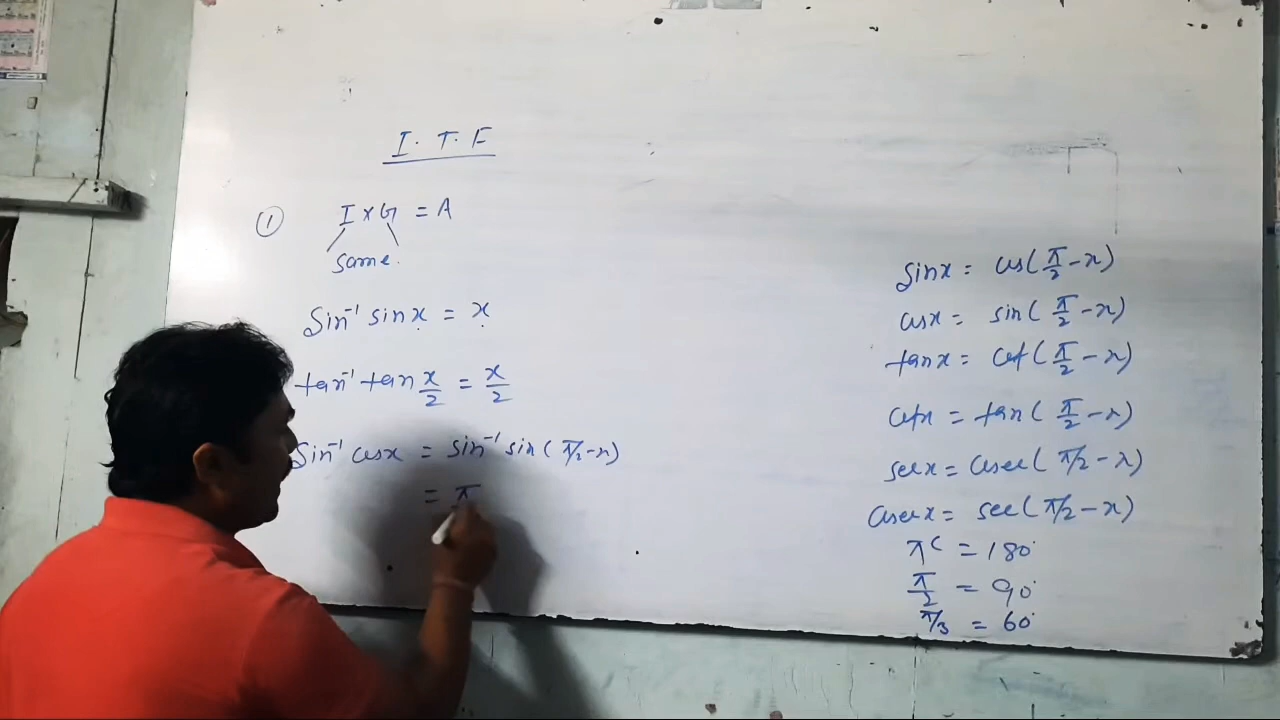 I. T. F
① I × G = A
same.
Sin⁻¹ sinx = x
tan⁻¹ tan x/2 = x/2
Sin⁻¹ cosx = sin⁻¹ sin(π/2-x)
= π
Sinx = cos(π/2-x)
cosx = sin(π/2-x)
tanx = cot(π/2-x)
cotx = tan(π/2-x)
secx = cosec(π/2-x)
cosecx = sec(π/2-x)
πᶜ = 180°
π/2 = 90°
π/3 = 60°